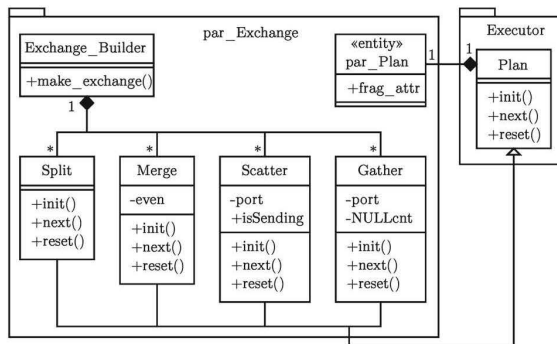 par_Exchange
Executor
Exchange_Builder
+make_exchange()
1
«entity»
par_Plan
+frag_attr
1
1
Plan
+init()
+next()
+reset()
*
*
*
*
Split
+init()
+next()
+reset()
Merge
-even
+init()
+next()
+reset()
Scatter
-port
+isSending
+init()
+next()
+reset()
Gather
-port
-NULLcnt
+init()
+next()
+reset()